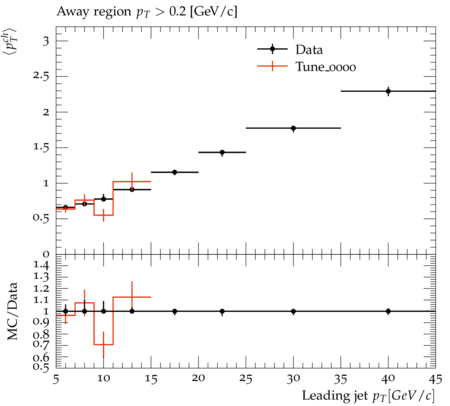 Away region p_T > 0.2 [GeV/c]
⟨p_T^{ch}⟩
3
2.5
2
1.5
1
0.5
0
Data
Tune_0000
MC/Data
1.4
1.3
1.2
1.1
1
0.9
0.8
0.7
0.6
0.5
5 10 15 20 25 30 35 40 45
Leading jet p_T[GeV/c]